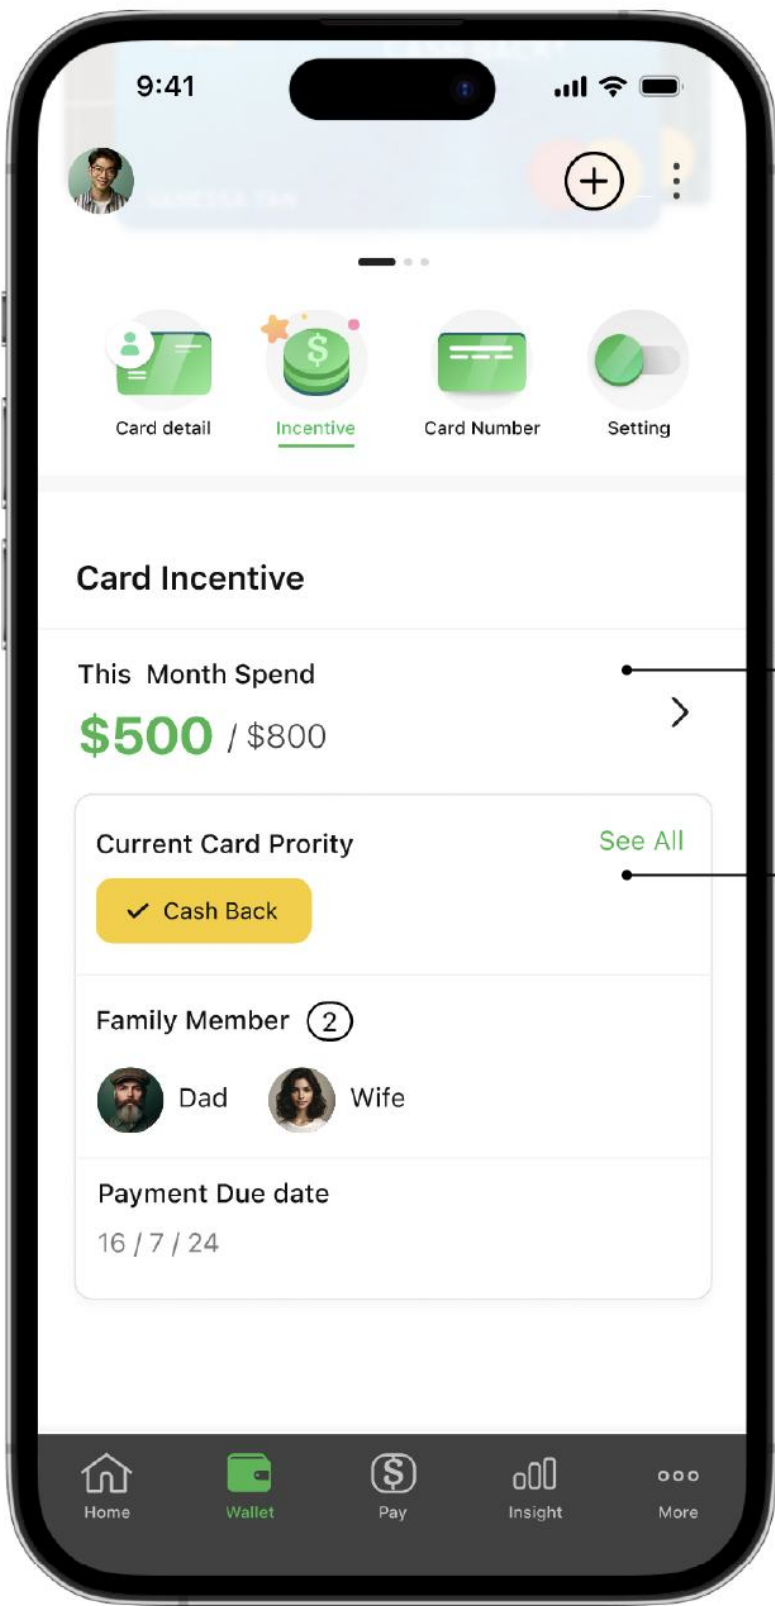 9:41
Card detail
Incentive
Card Number
Setting
Card Incentive
This Month Spend
$500 / $800
Current Card Prority
See All
Cash Back
Family Member 2
Dad
Wife
Payment Due date
16 / 7 / 24
Home
Wallet
Pay
Insight
More